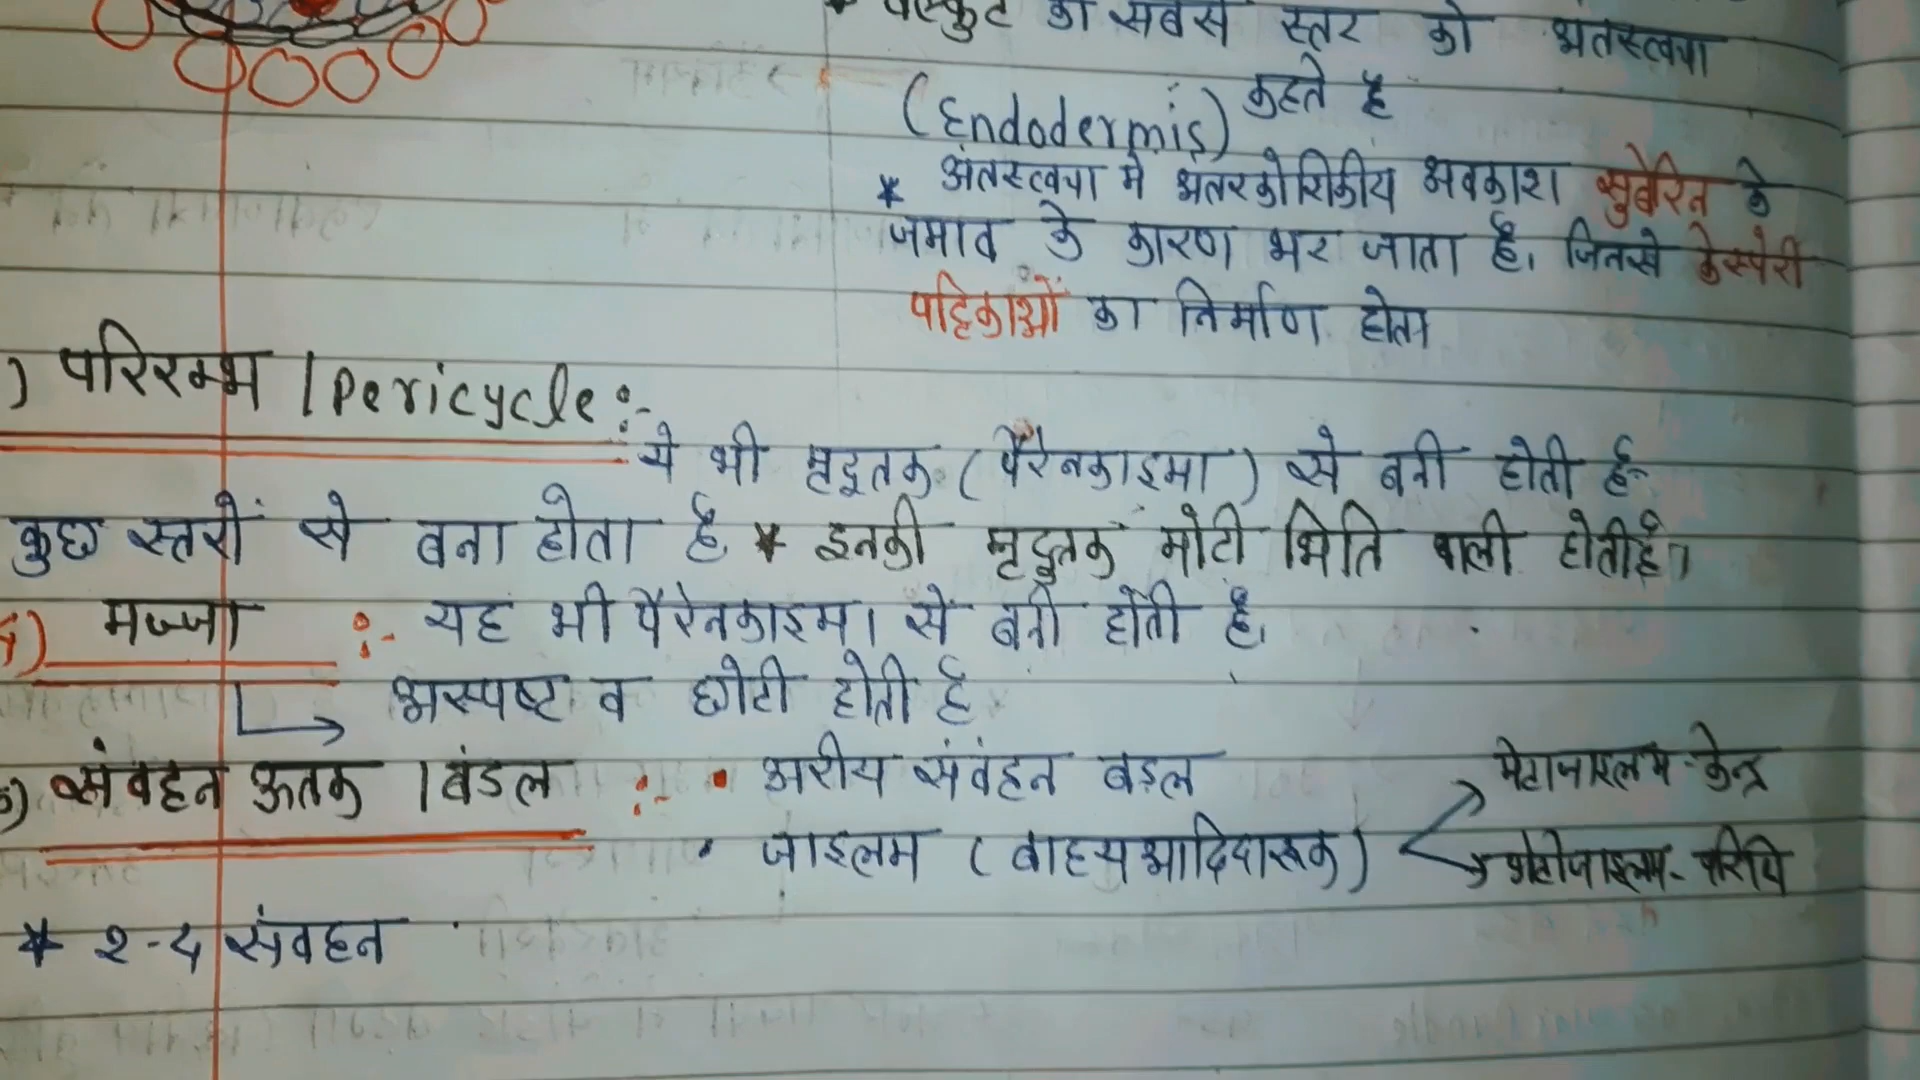 * वल्कुट का सबसे स्तर को अंतस्त्वचा
(Endodermis) कहते है
* अंतस्त्वचा मे अंतरकोशिकीय अवकाश सुबेरिन के
जमाव के कारण भर जाता है। जिनसे केस्पेरी
पट्टिकाओं का निर्माण होता
) परिरम्भ / Pericycle :-
ये भी मृदुतक (पैरेनकाइमा) से बनी होती है
कुछ स्तरों से बना होता है * इनकी मृदुतक मोटी भिति वाली होती है।
) मज्जा :- यह भी पैरेनकाइमा से बनी होती है।
अस्पष्ट व छोटी होती है
) संवहन ऊतक / बंडल :- • अरीय संवहन बंडल
मेटाजाइलम - केन्द्र
• जाइलम (बाह्य आदिदारूक)
प्रोटोजाइलम - परिधि
* २-८ संवहन